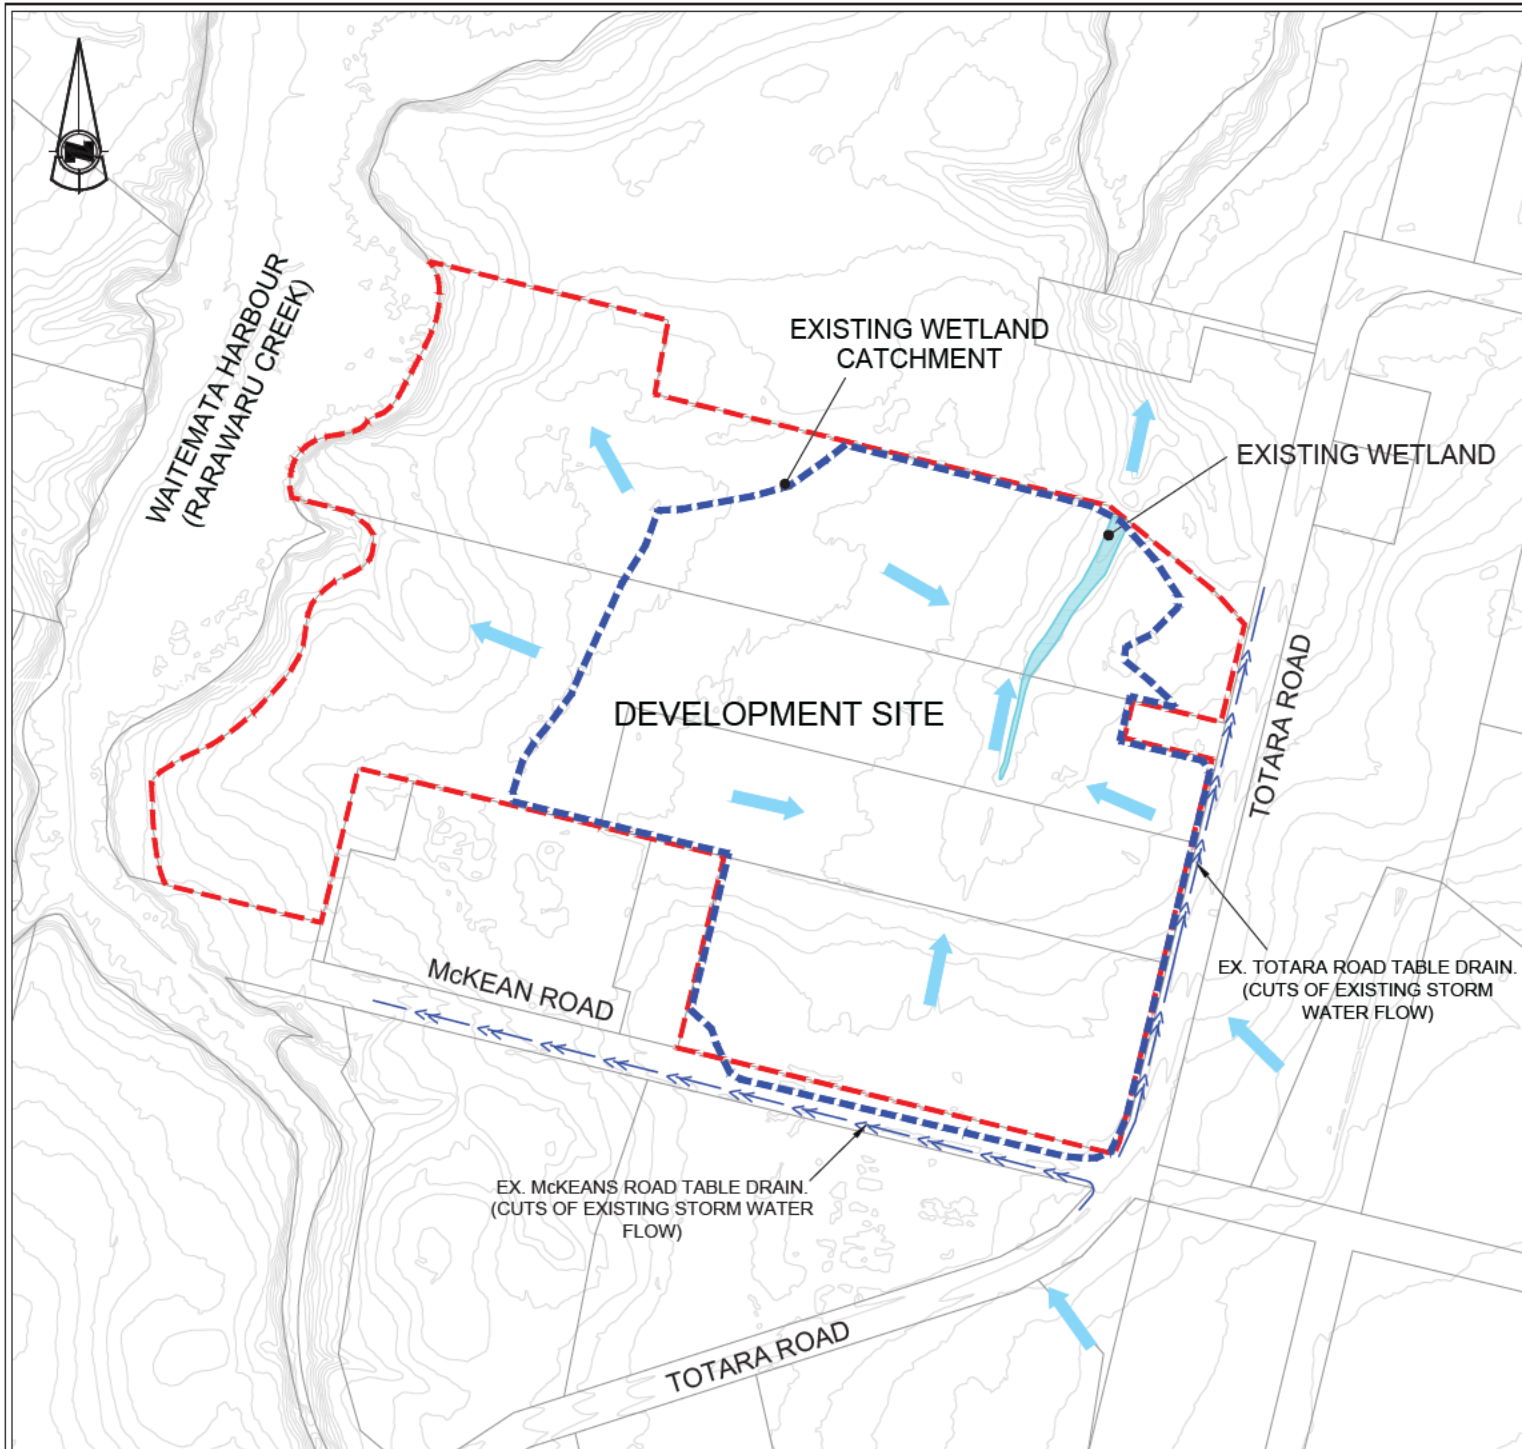 N
WAITEMATA HARBOUR
(RARAWARU CREEK)
EXISTING WETLAND
CATCHMENT
EXISTING WETLAND
DEVELOPMENT SITE
TOTARA ROAD
McKEAN ROAD
EX. TOTARA ROAD TABLE DRAIN.
(CUTS OF EXISTING STORM
WATER FLOW)
EX. McKEANS ROAD TABLE DRAIN.
(CUTS OF EXISTING STORM WATER
FLOW)
TOTARA ROAD